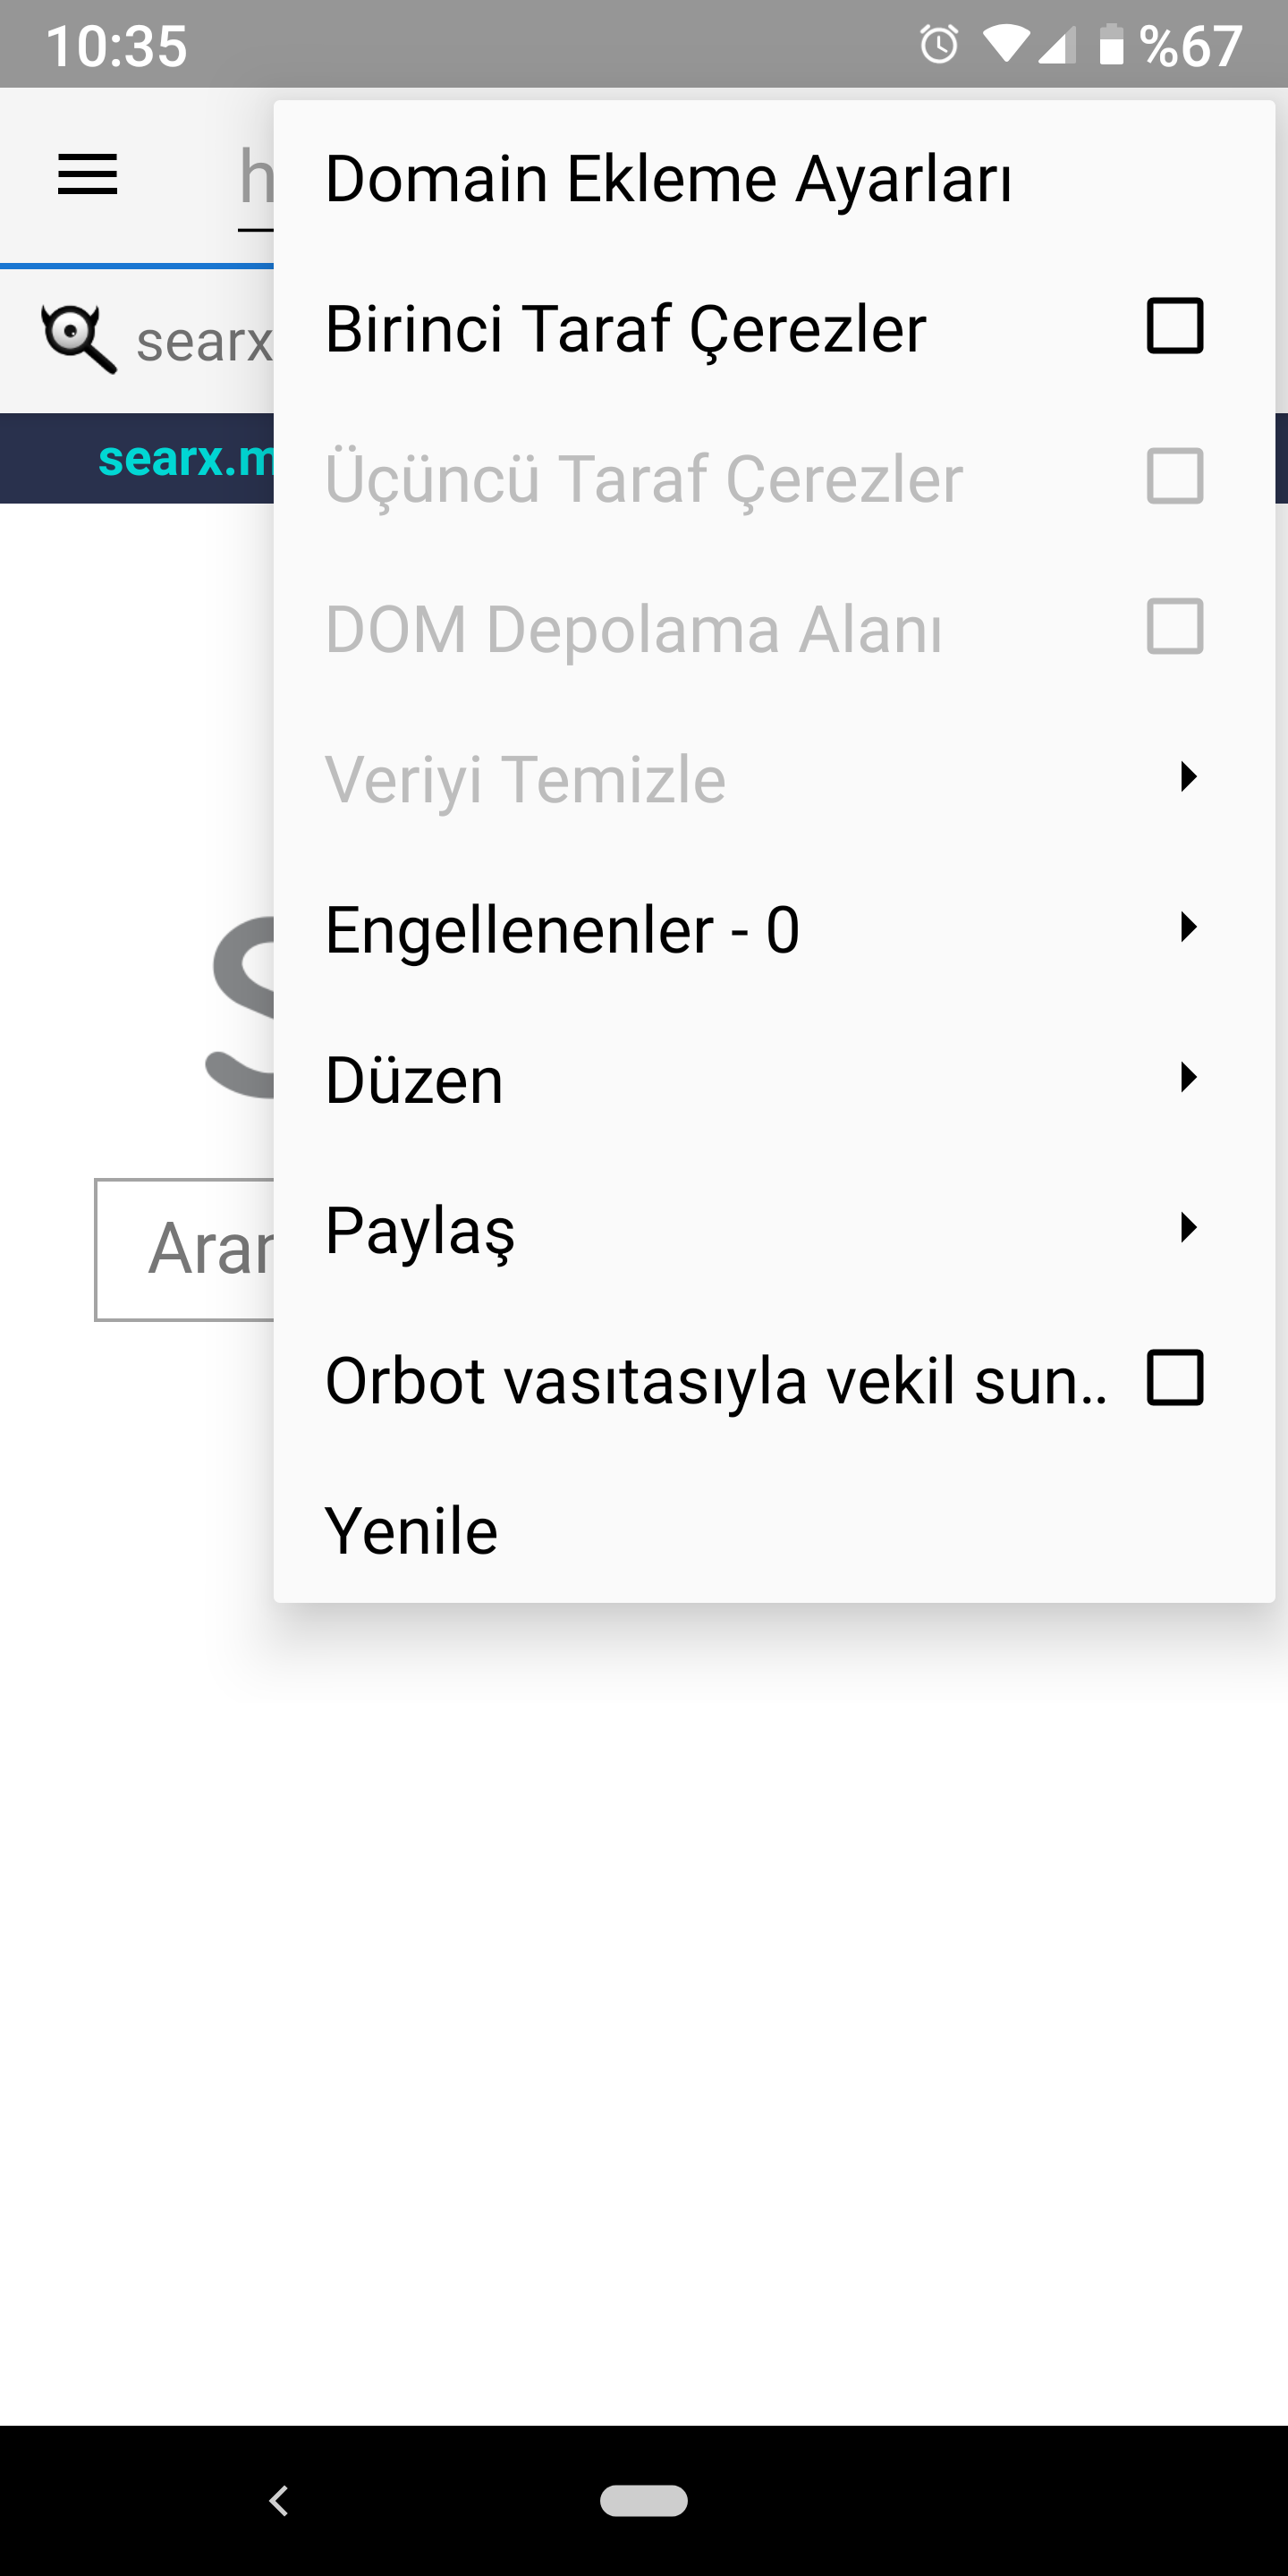 10:35
%67
Domain Ekleme Ayarları
Birinci Taraf Çerezler
searx
Üçüncü Taraf Çerezler
searx.m
DOM Depolama Alanı
Veriyi Temizle
Engellenenler - 0
Düzen
Paylaş
Aran
Orbot vasıtasıyla vekil sun..
Yenile